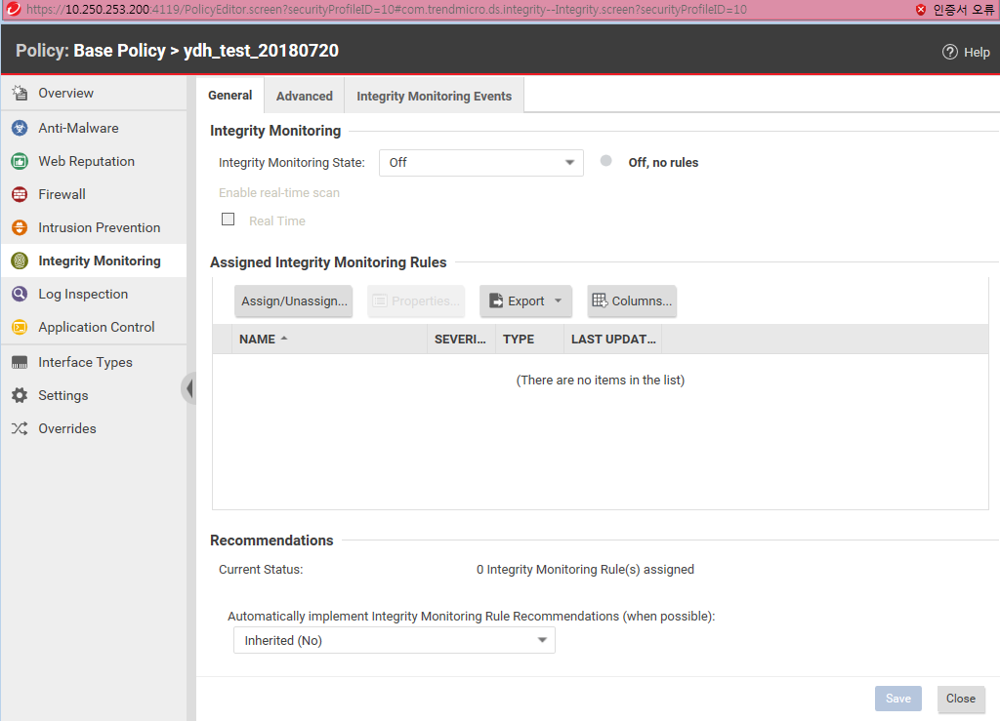 https://10.250.253.200:4119/PolicyEditor.screen?securityProfileID=10#com.trendmicro.ds.integrity--Integrity.screen?securityProfileID=10 인증서 오류
Policy: Base Policy > ydh_test_20180720
Help
Overview
Anti-Malware
Web Reputation
Firewall
Intrusion Prevention
Integrity Monitoring
Log Inspection
Application Control
Interface Types
Settings
Overrides
General Advanced Integrity Monitoring Events
Integrity Monitoring
Integrity Monitoring State: Off Off, no rules
Enable real-time scan
Real Time
Assigned Integrity Monitoring Rules
Assign/Unassign... Properties... Export Columns...
NAME SEVERI... TYPE LAST UPDAT...
(There are no items in the list)
Recommendations
Current Status: 0 Integrity Monitoring Rule(s) assigned
Automatically implement Integrity Monitoring Rule Recommendations (when possible):
Inherited (No)
Save Close